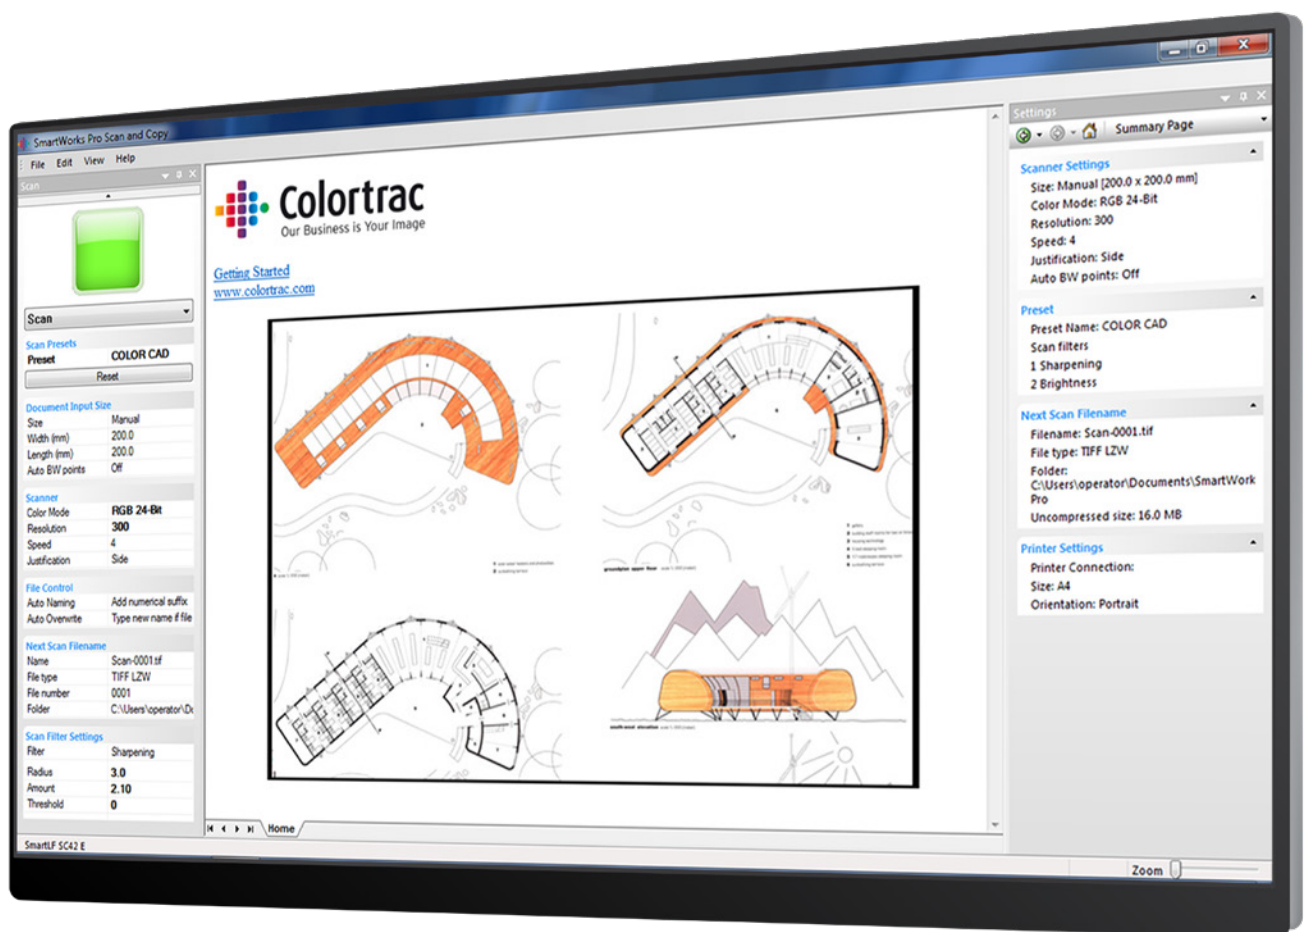 SmartWorks Pro Scan and Copy
File Edit View Help
Scan
Scan
Scan Presets
Preset COLOR CAD
Reset
Document Input Size
Size Manual
Width (mm) 200.0
Length (mm) 200.0
Auto BW points Off
Scanner
Color Mode RGB 24-Bit
Resolution 300
Speed 4
Justification Side
File Control
Auto Naming Add numerical suffix
Auto Overwrite Type new name if file
Next Scan Filename
Name Scan-0001.tif
File type TIFF LZW
File number 0001
Folder C:\Users\operator\Do
Scan Filter Settings
Filter Sharpening
Radius 3.0
Amount 2.10
Threshold 0
SmartLF SC42 E
Colortrac
Our Business is Your Image
Getting Started
www.colortrac.com
groundplan upper floor
south-west elevation
Home
Settings
Summary Page
Scanner Settings
Size: Manual [200.0 x 200.0 mm]
Color Mode: RGB 24-Bit
Resolution: 300
Speed: 4
Justification: Side
Auto BW points: Off
Preset
Preset Name: COLOR CAD
Scan filters
1 Sharpening
2 Brightness
Next Scan Filename
Filename: Scan-0001.tif
File type: TIFF LZW
Folder:
C:\Users\operator\Documents\SmartWork
Pro
Uncompressed size: 16.0 MB
Printer Settings
Printer Connection:
Size: A4
Orientation: Portrait
Zoom